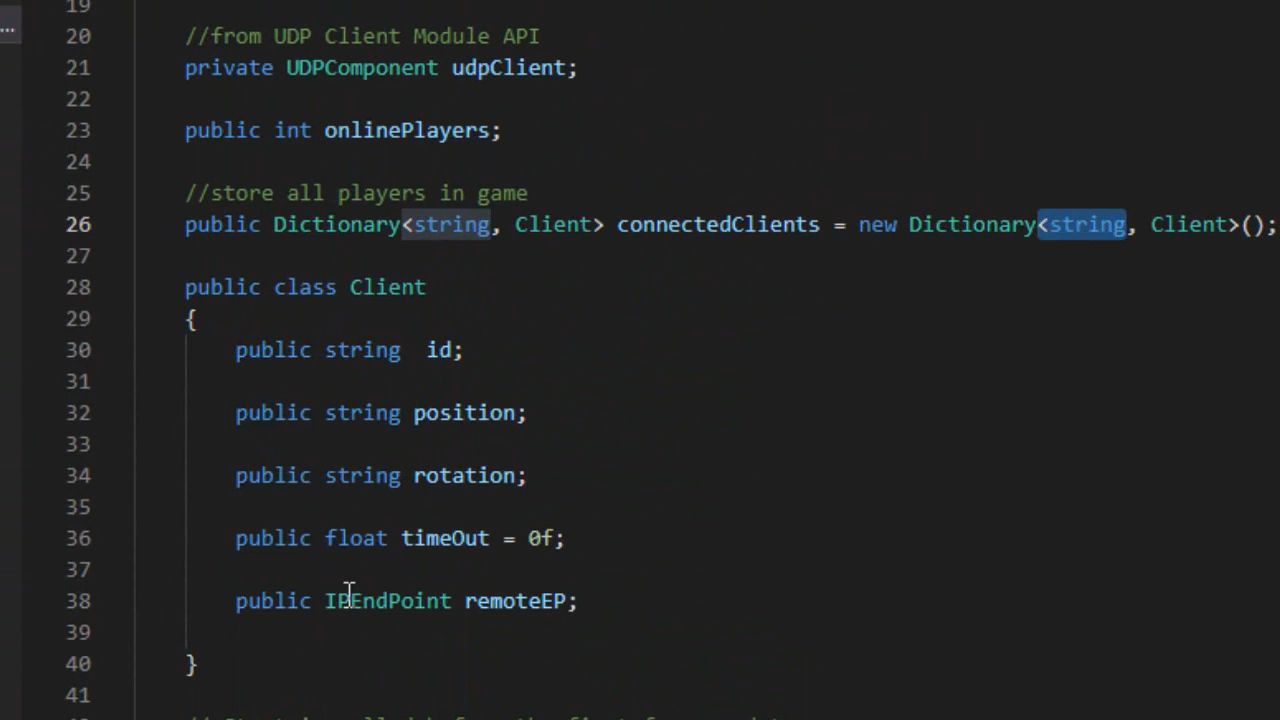 ...
19
20 //from UDP Client Module API
21 private UDPComponent udpClient;
22
23 public int onlinePlayers;
24
25 //store all players in game
26 public Dictionary<string, Client> connectedClients = new Dictionary<string, Client>();
27
28 public class Client
29 {
30 public string  id;
31
32 public string position;
33
34 public string rotation;
35
36 public float timeOut = 0f;
37
38 public IPEndPoint remoteEP;
39
40 }
41